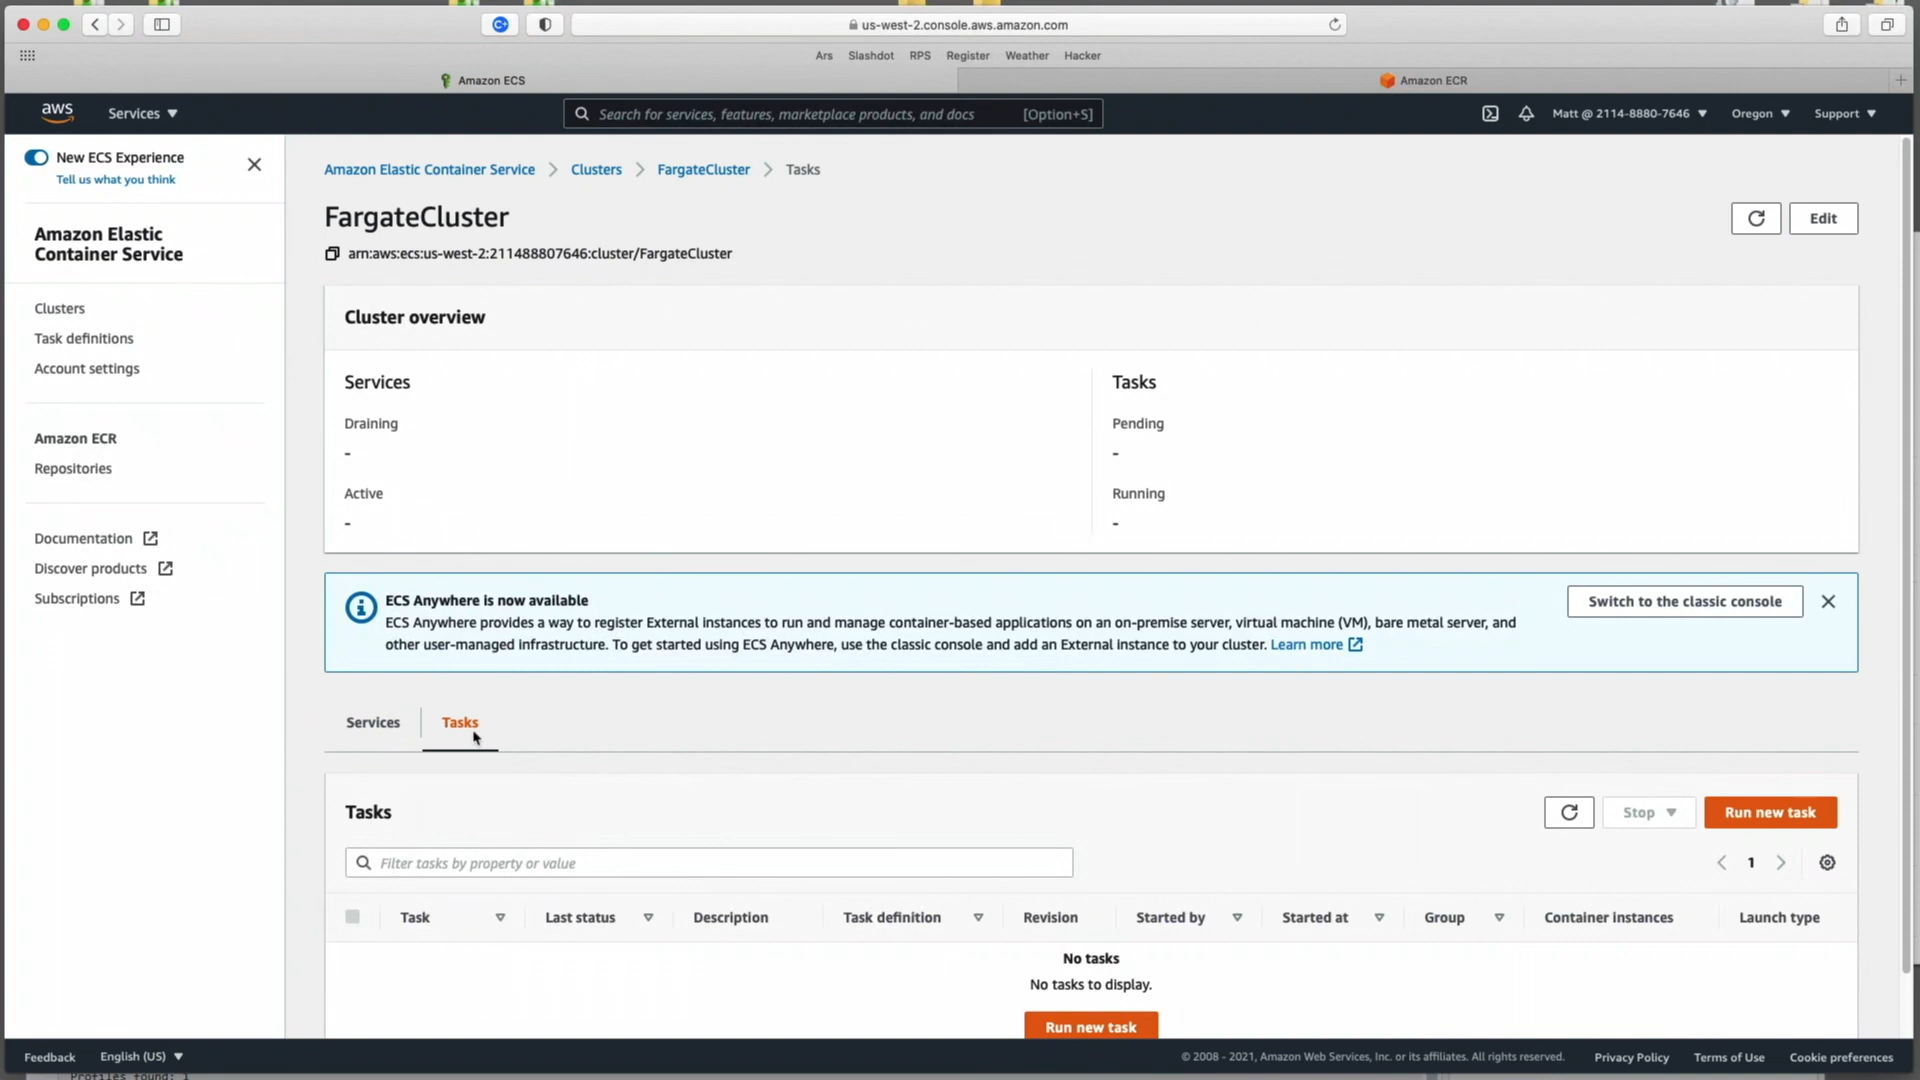 us-west-2.console.aws.amazon.com
Ars Slashdot RPS Register Weather Hacker
Amazon ECS
Amazon ECR
aws Services Search for services, features, marketplace products, and docs [Option+S] Matt @ 2114-8880-7646 Oregon Support
New ECS Experience
Tell us what you think
Amazon Elastic
Container Service
Clusters
Task definitions
Account settings
Amazon ECR
Repositories
Documentation
Discover products
Subscriptions
Amazon Elastic Container Service > Clusters > FargateCluster > Tasks
FargateCluster
Edit
arn:aws:ecs:us-west-2:211488807646:cluster/FargateCluster
Cluster overview
Services
Draining
-
Active
-
Tasks
Pending
-
Running
-
ECS Anywhere is now available
ECS Anywhere provides a way to register External instances to run and manage container-based applications on an on-premise server, virtual machine (VM), bare metal server, and
other user-managed infrastructure. To get started using ECS Anywhere, use the classic console and add an External instance to your cluster. Learn more
Switch to the classic console
Services Tasks
Tasks
Stop Run new task
Filter tasks by property or value
1
Task Last status Description Task definition Revision Started by Started at Group Container instances Launch type
No tasks
No tasks to display.
Run new task
Feedback English (US) © 2008 - 2021, Amazon Web Services, Inc. or its affiliates. All rights reserved. Privacy Policy Terms of Use Cookie preferences
Profiles found: 1